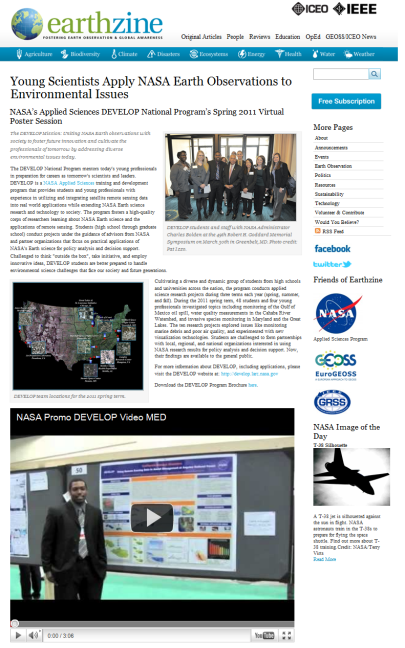 ICEO IEEE
earthzine
FOSTERING EARTH OBSERVATION & GLOBAL AWARENESS
Original Articles People Reviews Education OpEd GEOSS/ICEO News
Agriculture Biodiversity Climate Disasters Ecosystems Energy Health Water Weather
Young Scientists Apply NASA Earth Observations to
Environmental Issues
NASA's Applied Sciences DEVELOP National Program's Spring 2011 Virtual
Poster Session
The DEVELOP Mission: Uniting NASA Earth observations with
society to foster future innovation and cultivate the
professionals of tomorrow by addressing diverse
environmental issues today.
The DEVELOP National Program mentors today's young professionals
in preparation for careers as tomorrow's scientists and leaders.
DEVELOP is a NASA Applied Sciences training and development
program that provides students and young professionals with
experience in utilizing and integrating satellite remote sensing data
into real world applications while extending NASA Earth science
research and technology to society. The program fosters a high-quality
corps of researchers learning about NASA Earth science and the
applications of remote sensing. Students (high school through graduate
school) conduct projects under the guidance of advisors from NASA
and partner organizations that focus on practical applications of
NASA's Earth science for policy analysis and decision support.
Challenged to think "outside the box", take initiative, and employ
innovative ideas, DEVELOP students are better prepared to handle
environmental science challenges that face our society and future generations.
DEVELOP students and staff with NASA Administrator
Charles Bolden at the 49th Robert H. Goddard Memorial
Symposium on March 30th in Greenbelt, MD. Photo credit:
Pat Izzo.
Cultivating a diverse and dynamic group of students from high schools
and universities across the nation, the program conducts applied
science research projects during three terms each year (spring, summer,
and fall). During the 2011 spring term, 48 students and four young
professionals investigated topics including monitoring of the Gulf of
Mexico oil spill, water quality measurements in the Cahaba River
Watershed, and invasive species monitoring in Maryland and the Great
Lakes. The ten research projects explored issues like monitoring
marine debris and poor air quality, and experimented with new
visualization technologies. Students are challenged to form partnerships
with local, regional, and national organizations interested in using
NASA research results for policy analysis and decision support. Now,
their findings are available to the general public.
For more information about DEVELOP, including applications, please
visit the DEVELOP website at: http://develop.larc.nasa.gov
Download the DEVELOP Program Brochure here.
DEVELOP team locations for the 2011 spring term.
NASA Promo DEVELOP Video MED
50
0:00 / 3:06
YouTube
Free Subscription
More Pages
About
Announcements
Events
Earth Observation
Politics
Resources
Sustainability
Technology
Volunteer & Contribute
Would You Believe?
RSS Feed
facebook
twitter
Friends of Earthzine
NASA
Applied Sciences Program
GEOSS
EuroGEOSS
GRSS
NASA Image of the
Day
T-38 Silhouette
A T-38 jet is silhouetted against
the sun in flight. NASA
astronauts train in the T-38s to
prepare for flying the space
shuttle. Find out more about T-
38 training.Credit: NASA/Terry
Virts
Read More